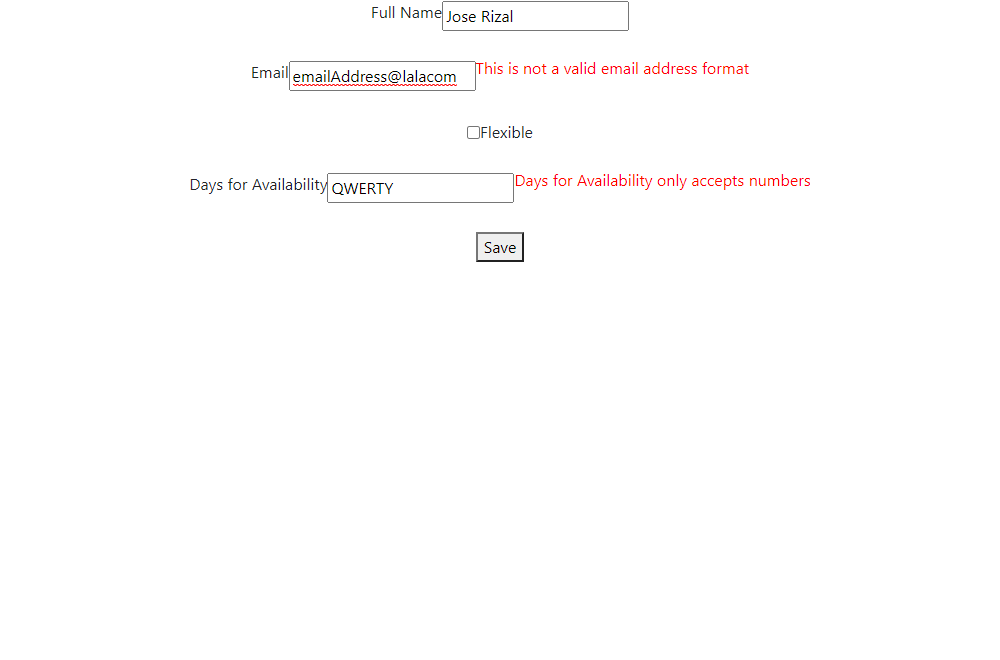 Full Name Jose Rizal
Email emailAddress@lalacom This is not a valid email address format
Flexible
Days for Availability QWERTY Days for Availability only accepts numbers
Save